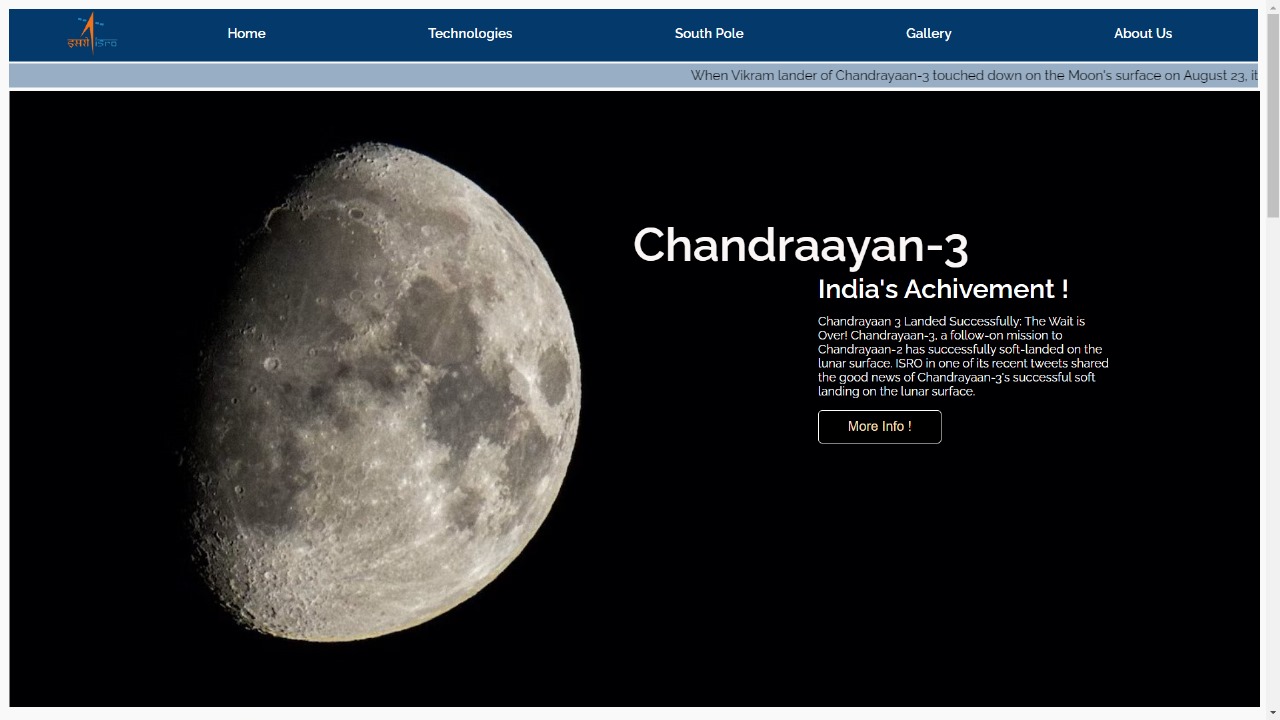 इसरो isro
Home Technologies South Pole Gallery About Us
When Vikram lander of Chandrayaan-3 touched down on the Moon's surface on August 23, it
Chandraayan-3
India's Achivement !
Chandrayaan 3 Landed Successfully: The Wait is
Over! Chandrayaan-3, a follow-on mission to
Chandrayaan-2 has successfully soft-landed on the
lunar surface. ISRO in one of its recent tweets shared
the good news of Chandrayaan-3's successful soft
landing on the lunar surface.
More Info !